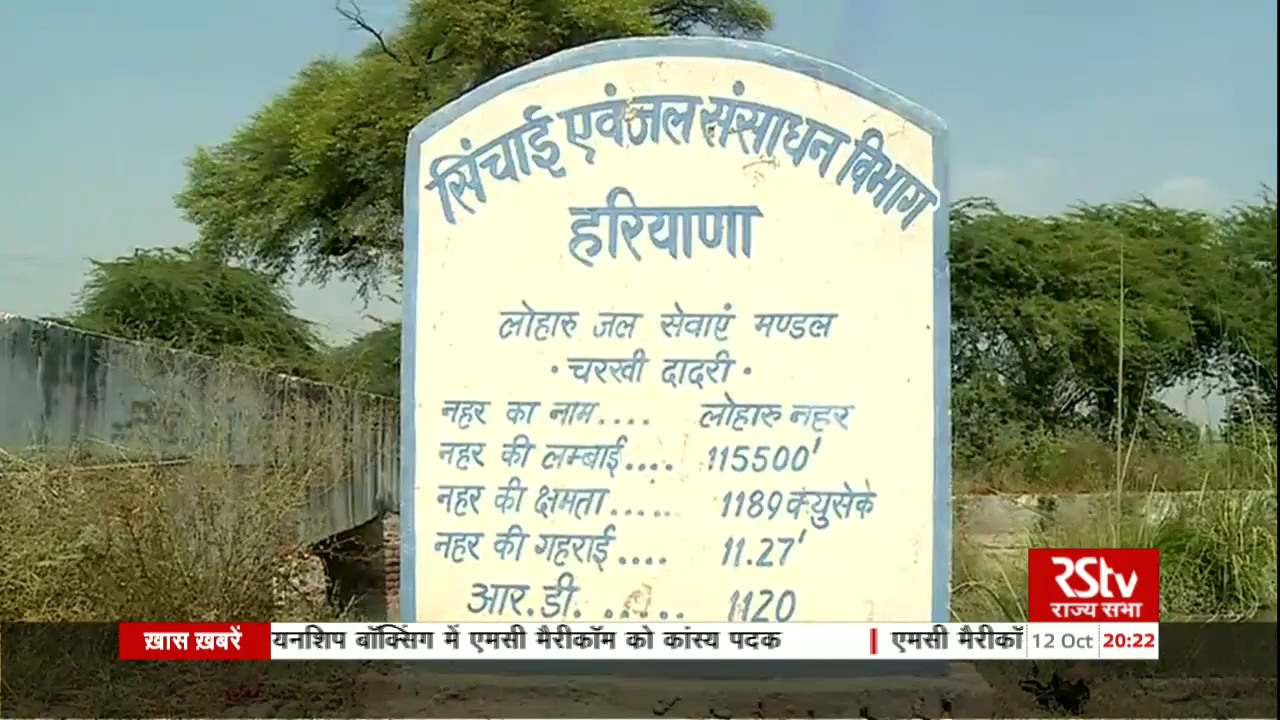 सिंचाई एवं जल संसाधन विभाग
हरियाणा
लोहारु जल सेवाएं मण्डल
• चरखी दादरी •
नहर का नाम.... लोहारु नहर
नहर की लम्बाई.... 115500'
नहर की क्षमता...... 1189 क्युसेके
नहर की गहराई.... 11.27'
आर.डी. ...... 1120
RStv
राज्य सभा
ख़ास ख़बरें यनशिप बॉक्सिंग में एमसी मैरीकॉम को कांस्य पदक | एमसी मैरीकॉ 12 Oct 20:22